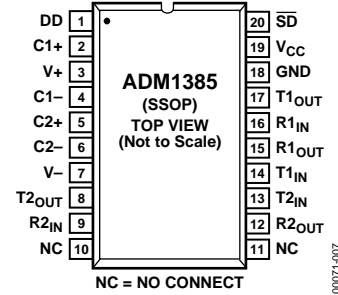 DD 1
C1+ 2
V+ 3
C1– 4
C2+ 5
C2– 6
V– 7
T2OUT 8
R2IN 9
NC 10
ADM1385
(SSOP)
TOP VIEW
(Not to Scale)
20 SD
19 VCC
18 GND
17 T1OUT
16 R1IN
15 R1OUT
14 T1IN
13 T2IN
12 R2OUT
11 NC
NC = NO CONNECT
00071-007